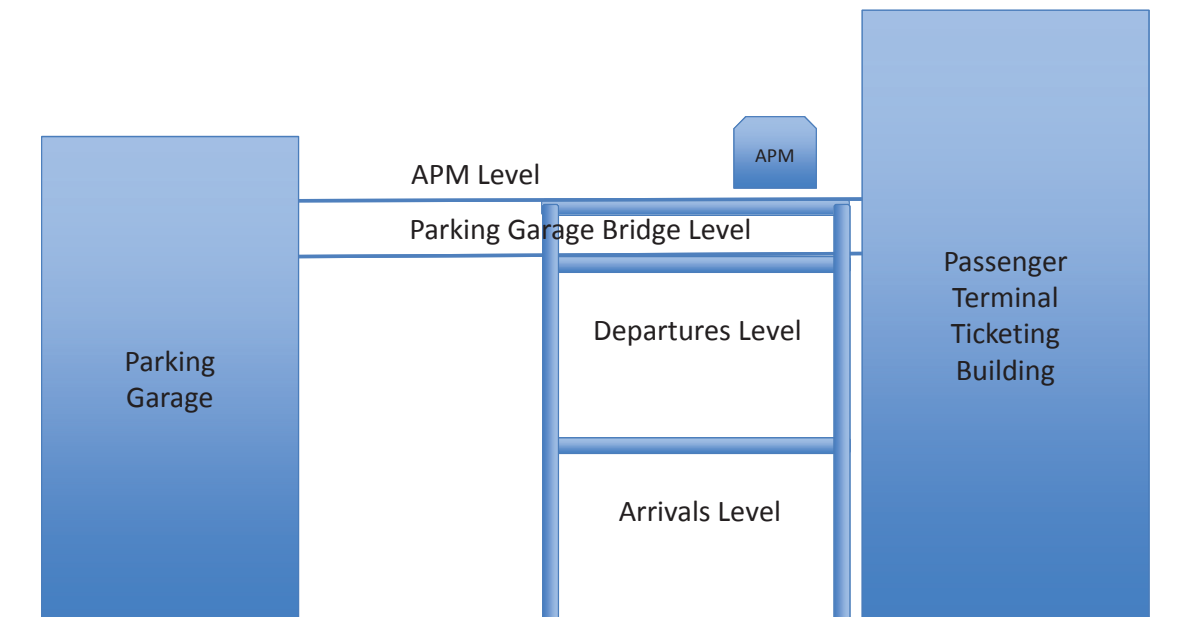 APM
APM Level
Parking Garage Bridge Level
Passenger
Terminal
Ticketing
Building
Departures Level
Parking
Garage
Arrivals Level